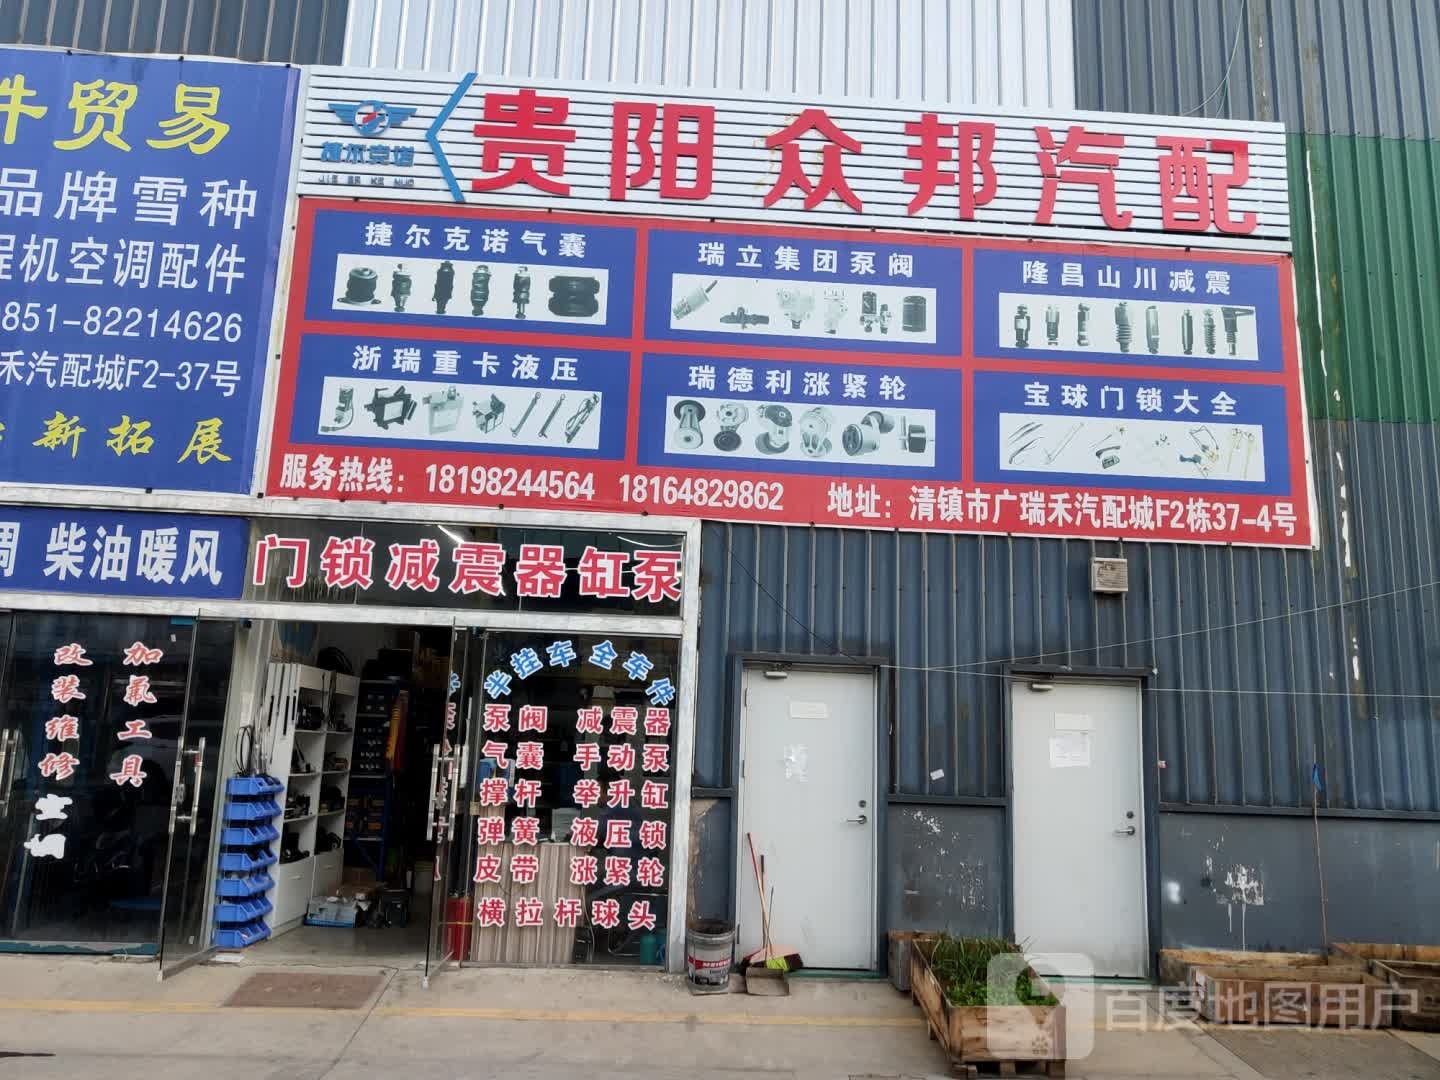 件贸易
品牌雪种
程机空调配件
0851-82214626
禾汽配城F2-37号
新拓展
调 柴油暖风
加氟工具
改装维修
空调
捷尔克诺
JIE ER KE NUO
贵阳众邦汽配
捷尔克诺气囊
瑞立集团泵阀
隆昌山川减震
浙瑞重卡液压
瑞德利涨紧轮
宝球门锁大全
服务热线：18198244564 18164829862 地址：清镇市广瑞禾汽配城F2栋37-4号
门锁减震器缸泵
半挂车全车件
泵阀 减震器
气囊 手动泵
撑杆 举升缸
弹簧 液压锁
皮带 涨紧轮
横拉杆球头
百度地图用户